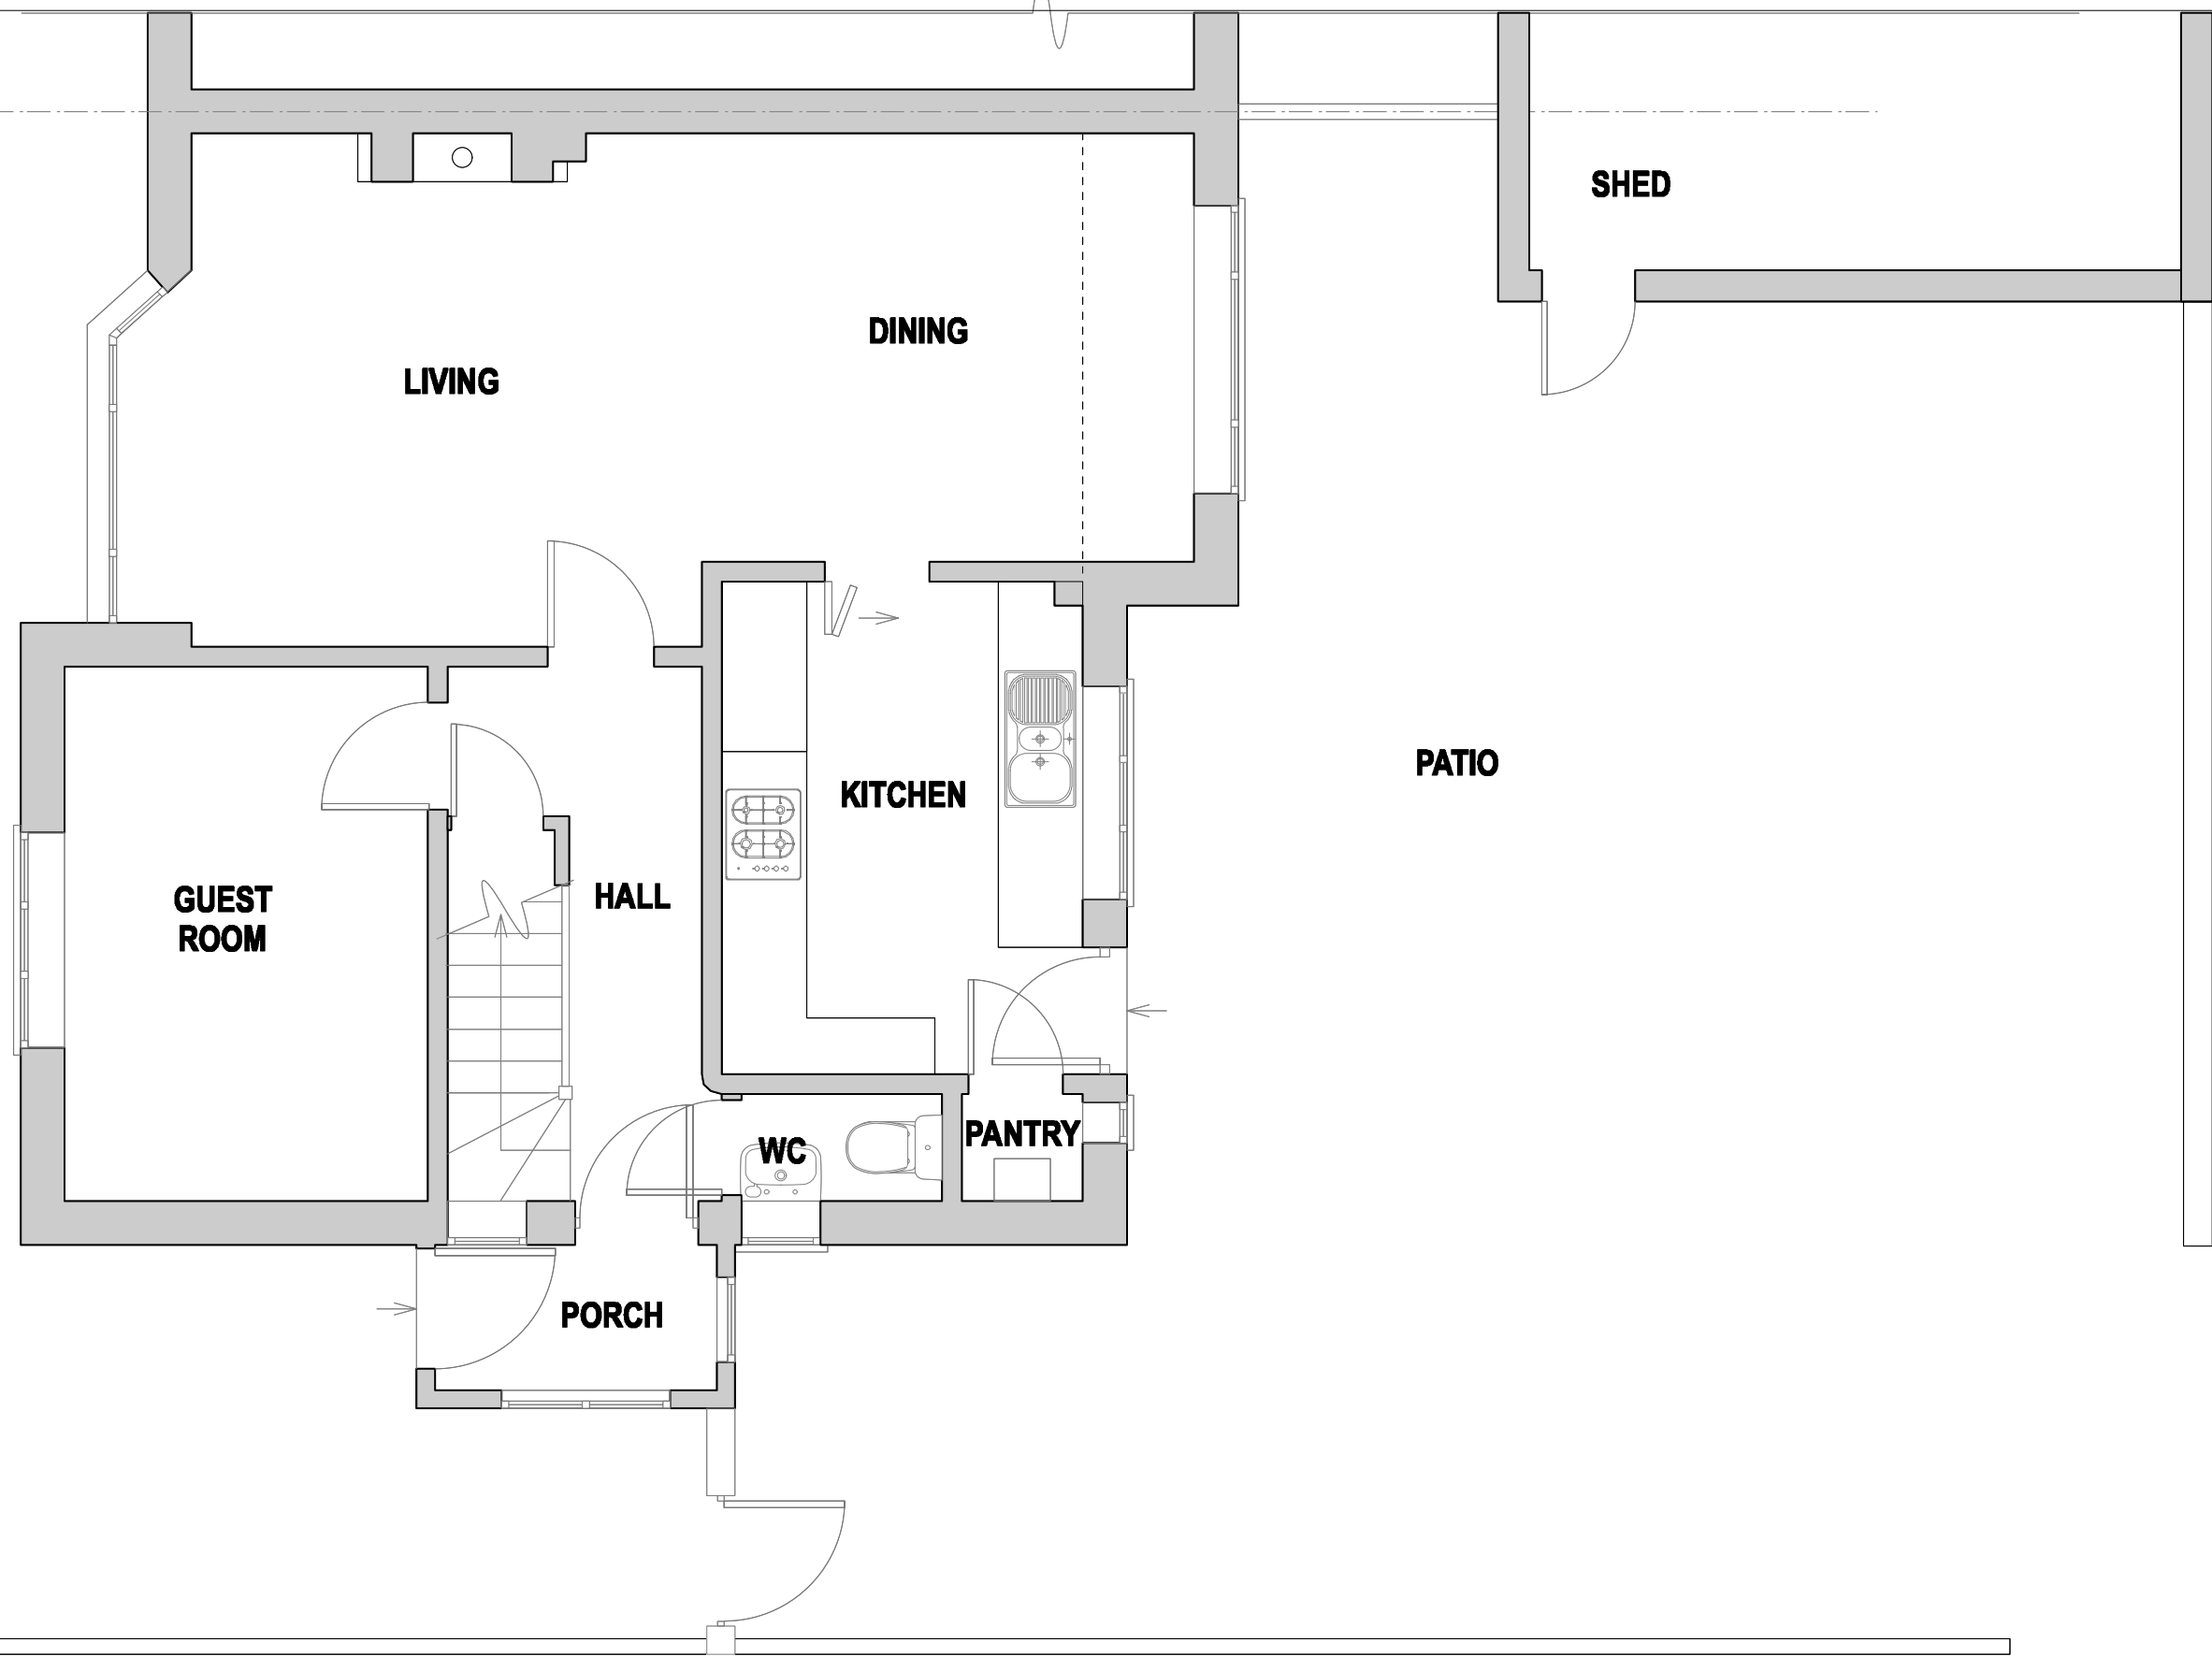 SHED
DINING
LIVING
PATIO
KITCHEN
HALL
GUEST
ROOM
PANTRY
WC
PORCH